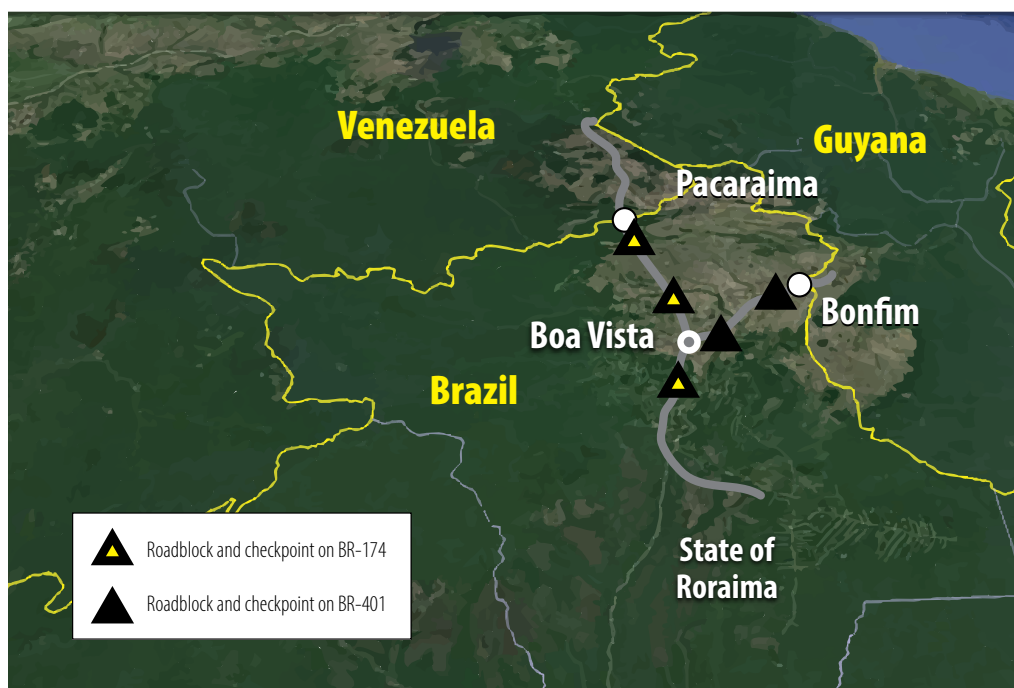 Venezuela
Guyana
Pacaraima
Bonfim
Boa Vista
Brazil
State of
Roraima
Roadblock and checkpoint on BR-174
Roadblock and checkpoint on BR-401